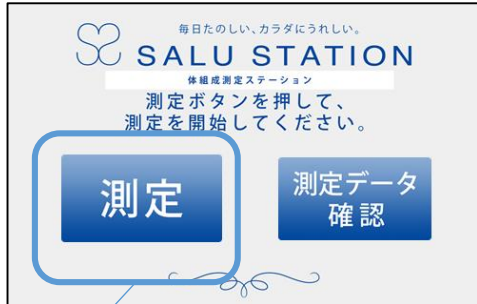 毎日たのしい、カラダにうれしい。
SALU STATION
体組成測定ステーション
測定ボタンを押して、
測定を開始してください。
測定
測定データ
確認